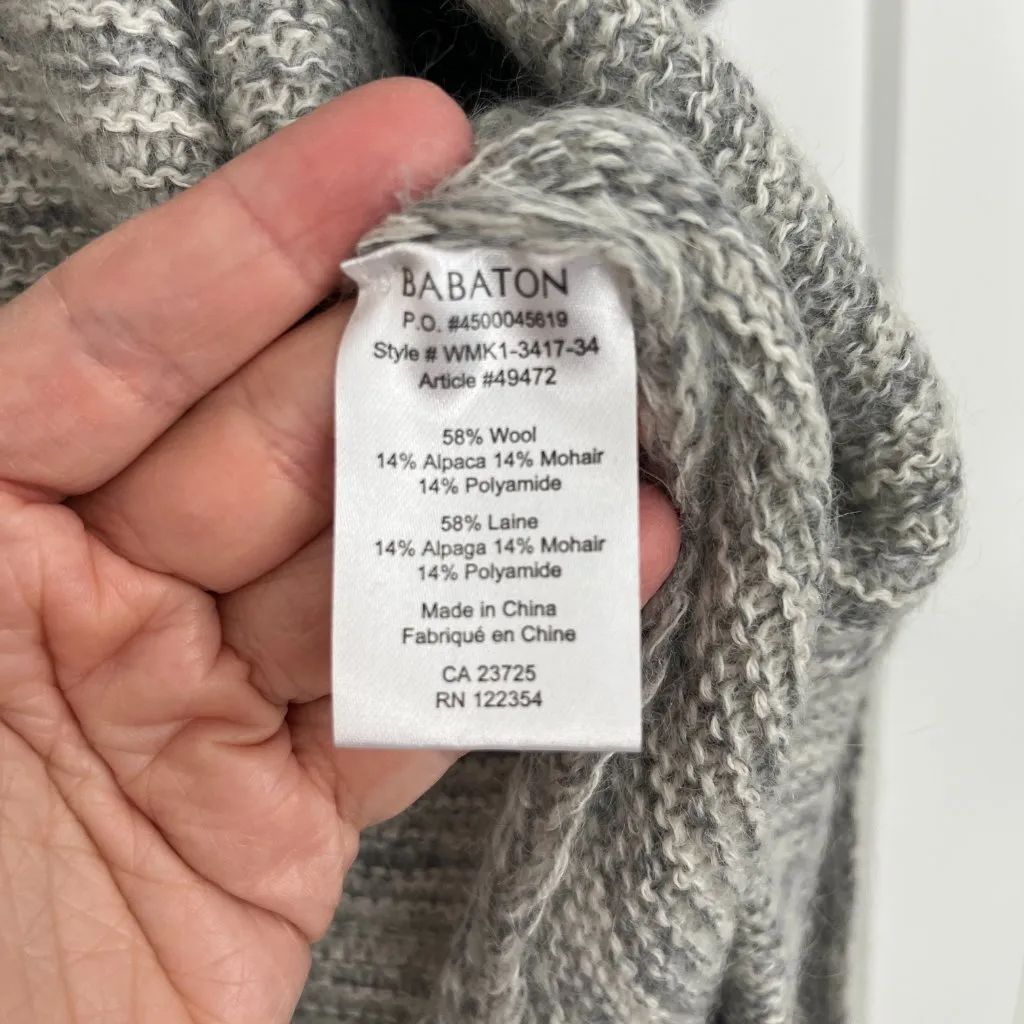 BABATON
P.O. #4500045619
Style # WMK1-3417-34
Article #49472
58% Wool
14% Alpaca 14% Mohair
14% Polyamide
58% Laine
14% Alpaga 14% Mohair
14% Polyamide
Made in China
Fabriqué en Chine
CA 23725
RN 122354